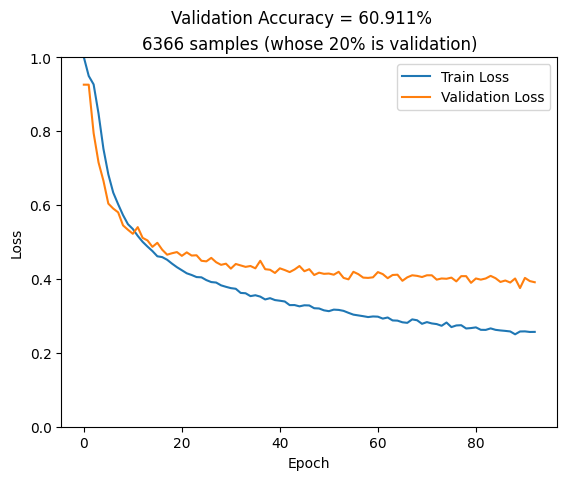 Validation Accuracy = 60.911%
6366 samples (whose 20% is validation)
1.0
Train Loss
Validation Loss
0.8
0.6
Loss
0.4
0.2
0.0
0
20
40
60
80
Epoch